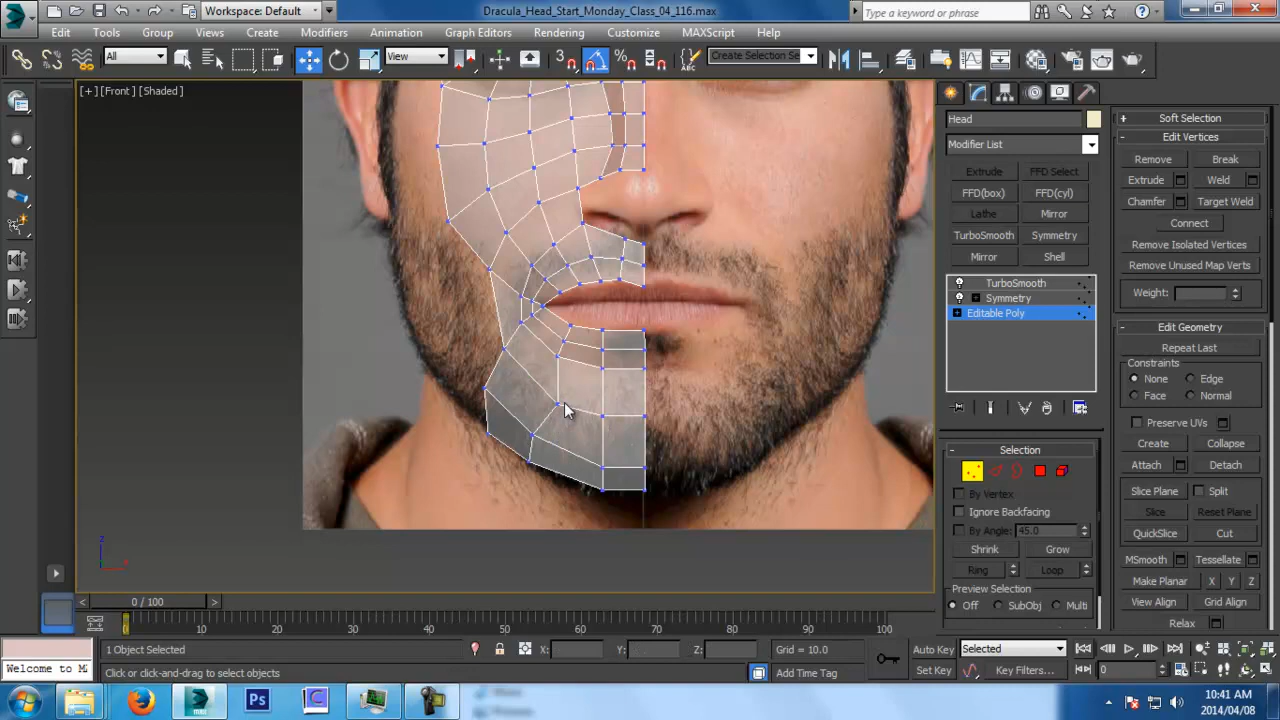 Workspace: Default
Dracula_Head_Start_Monday_Class_04_116.max
Type a keyword or phrase
Edit Tools Group Views Create Modifiers Animation Graph Editors Rendering Customize MAXScript Help
All
View
3
Create Selection Se
[+] [Front] [Shaded]
Head
Modifier List
Extrude FFD Select
FFD(box) FFD(cyl)
Lathe Mirror
TurboSmooth Symmetry
Mirror Shell
TurboSmooth
Symmetry
Editable Poly
Selection
By Vertex
Ignore Backfacing
By Angle: 45.0
Shrink Grow
Ring Loop
Preview Selection
Off SubObj Multi
Soft Selection
Edit Vertices
Remove Break
Extrude Weld
Chamfer Target Weld
Connect
Remove Isolated Vertices
Remove Unused Map Verts
Weight:
Edit Geometry
Repeat Last
Constraints
None Edge
Face Normal
Preserve UVs
Create Collapse
Attach Detach
Slice Plane Split
Slice Reset Plane
QuickSlice Cut
MSmooth Tessellate
Make Planar X Y Z
View Align Grid Align
Relax
z
x
< 0 / 100 >
0 10 20 30 40 50 60 70 80 90 100
1 Object Selected X: Y: Z: Grid = 10.0 Auto Key Selected
Welcome to M Click or click-and-drag to select objects Add Time Tag Set Key Key Filters... 0
Ps
10:41 AM
2014/04/08